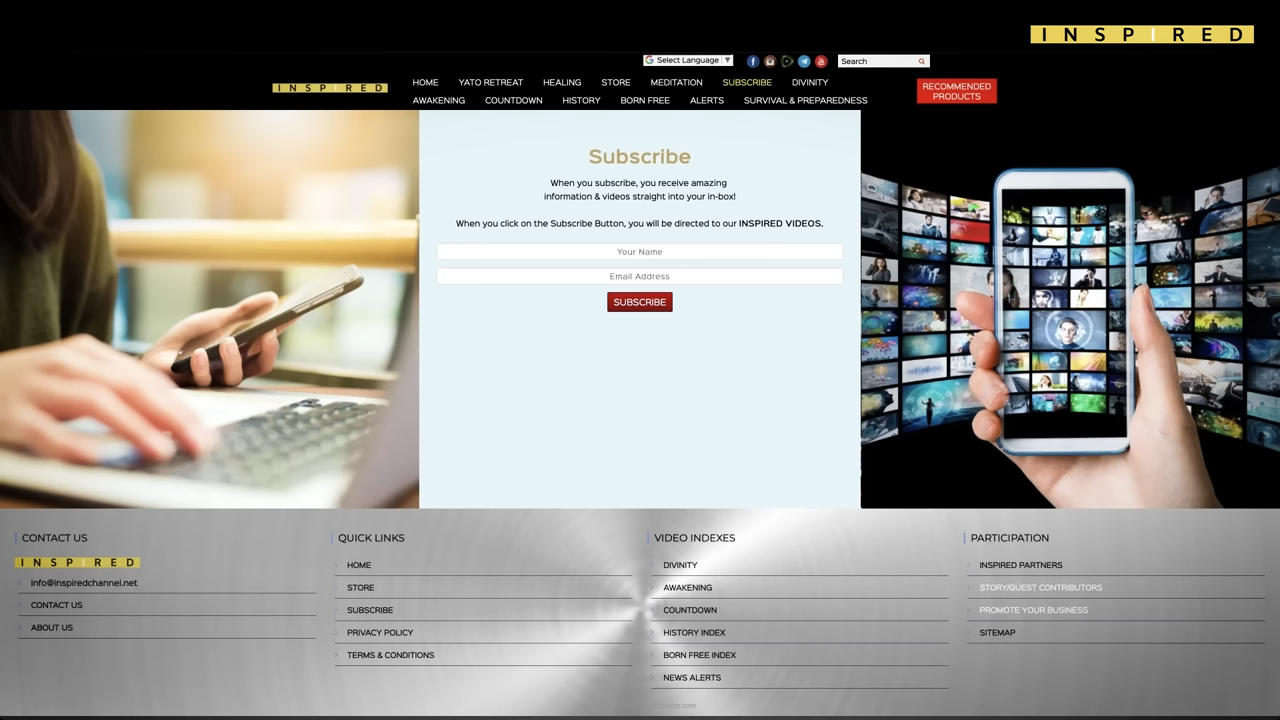 INSPIRED
Select Language ▼
Search
INSPIRED
HOME YATO RETREAT HEALING STORE MEDITATION SUBSCRIBE DIVINITY
AWAKENING COUNTDOWN HISTORY BORN FREE ALERTS SURVIVAL & PREPAREDNESS
RECOMMENDED
PRODUCTS
Subscribe
When you subscribe, you receive amazing
information & videos straight into your in-box!
When you click on the Subscribe Button, you will be directed to our INSPIRED VIDEOS.
Your Name
Email Address
SUBSCRIBE
CONTACT US
INSPIRED
info@inspiredchannel.net
CONTACT US
ABOUT US
QUICK LINKS
HOME
STORE
SUBSCRIBE
PRIVACY POLICY
TERMS & CONDITIONS
VIDEO INDEXES
DIVINITY
AWAKENING
COUNTDOWN
HISTORY INDEX
BORN FREE INDEX
NEWS ALERTS
PARTICIPATION
INSPIRED PARTNERS
STORY/GUEST CONTRIBUTORS
PROMOTE YOUR BUSINESS
SITEMAP